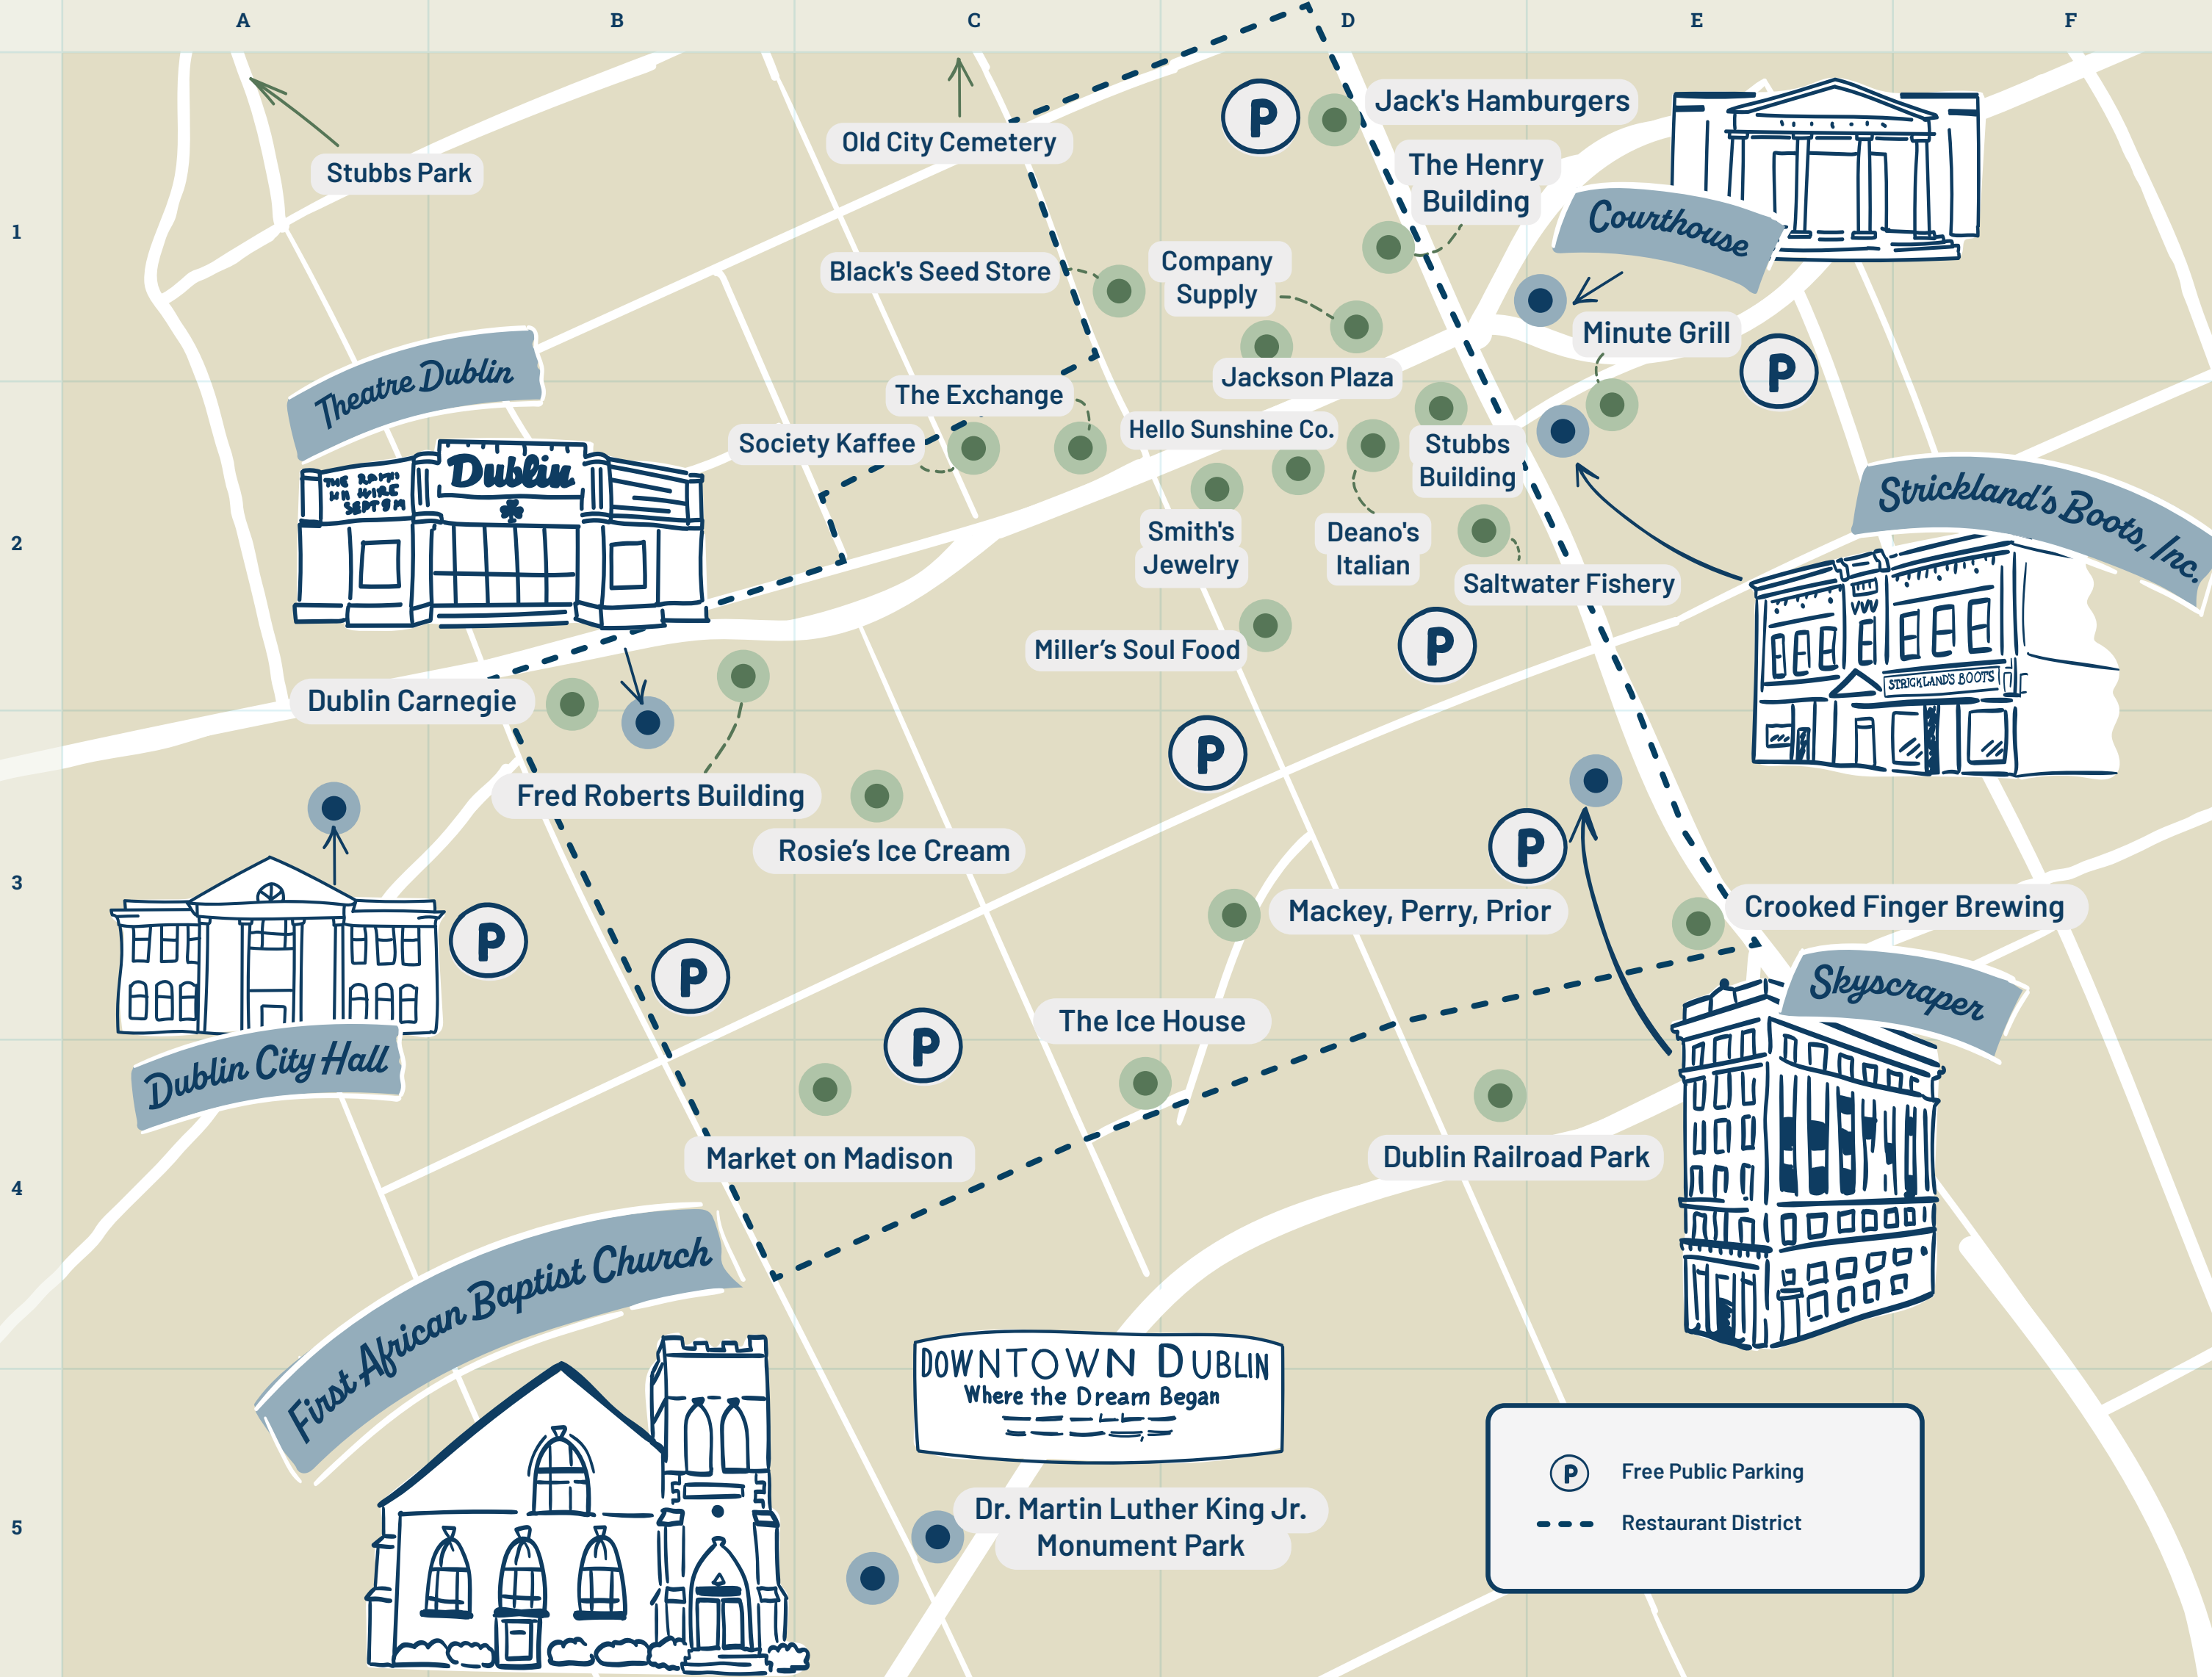 A
B
C
D
E
F
1
2
3
4
5
P
Jack's Hamburgers
Old City Cemetery
Stubbs Park
The Henry
Building
Courthouse
Black's Seed Store
Company
Supply
Minute Grill
P
Theatre Dublin
Jackson Plaza
The Exchange
Hello Sunshine Co.
Society Kaffee
Stubbs
Building
Dublin
SEPT 8
Strickland's Boots, Inc.
Smith's
Jewelry
Deano's
Italian
Saltwater Fishery
Miller's Soul Food
P
STRICKLAND'S BOOTS
Dublin Carnegie
P
Fred Roberts Building
Rosie's Ice Cream
P
Mackey, Perry, Prior
Crooked Finger Brewing
P
P
Skyscraper
The Ice House
P
Dublin City Hall
Market on Madison
Dublin Railroad Park
First African Baptist Church
DOWNTOWN DUBLIN
Where the Dream Began
Dr. Martin Luther King Jr.
Monument Park
P Free Public Parking
Restaurant District